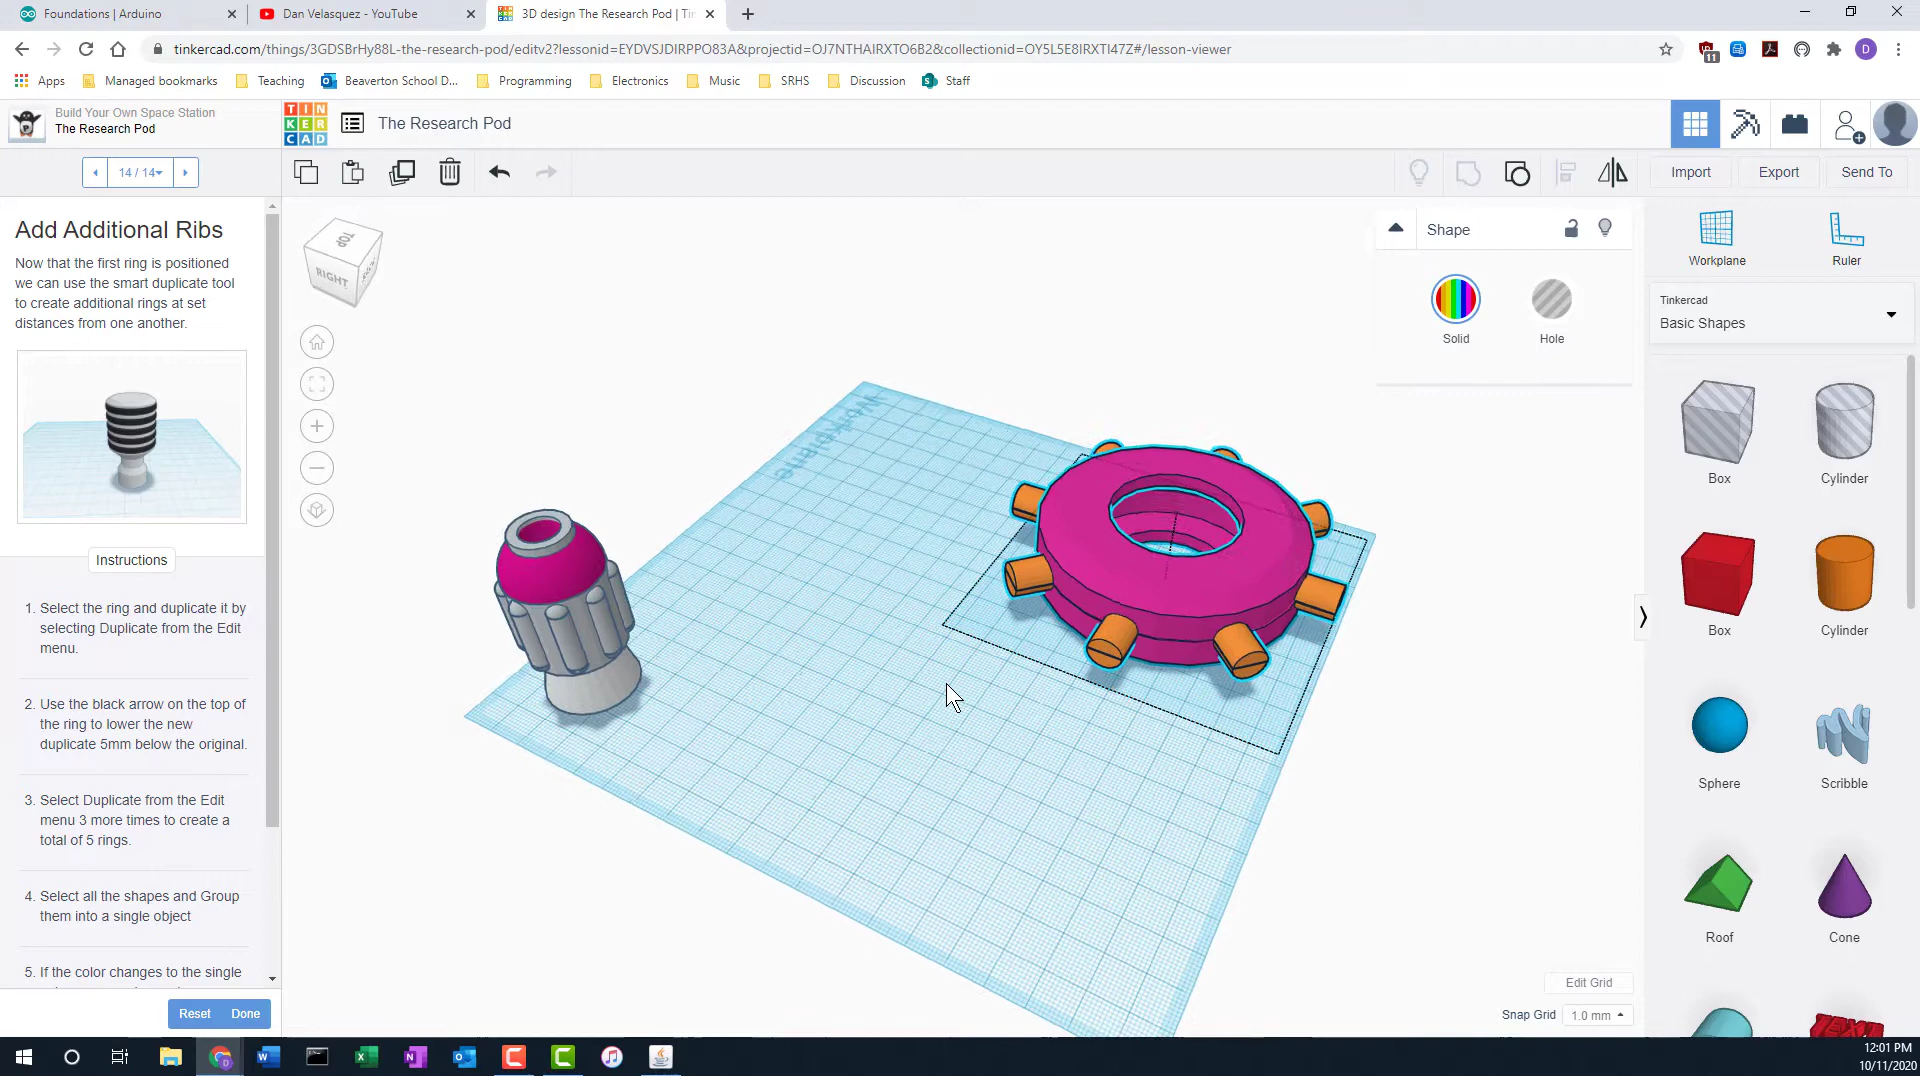 Foundations | Arduino
Dan Velasquez - YouTube
3D design The Research Pod | Tin
tinkercad.com/things/3GDSBrHy88L-the-research-pod/editv2?lessonid=EYDVSJDIRPPO83A&projectid=OJ7NTHAIRXTO6B2&collectionid=OY5L5E8IRXTI47Z#/lesson-viewer
11
D
Apps
Managed bookmarks
Teaching
Beaverton School D...
Programming
Electronics
Music
SRHS
Discussion
Staff
Build Your Own Space Station
The Research Pod
TIN
KER
CAD
The Research Pod
14 / 14
Import
Export
Send To
Add Additional Ribs
Now that the first ring is positioned
we can use the smart duplicate tool
to create additional rings at set
distances from one another.
Instructions
1. Select the ring and duplicate it by
selecting Duplicate from the Edit
menu.
2. Use the black arrow on the top of
the ring to lower the new
duplicate 5mm below the original.
3. Select Duplicate from the Edit
menu 3 more times to create a
total of 5 rings.
4. Select all the shapes and Group
them into a single object
5. If the color changes to the single
Reset
Done
TOP
RIGHT
Workplane
Shape
Solid
Hole
Workplane
Ruler
Tinkercad
Basic Shapes
Box
Cylinder
Box
Cylinder
Sphere
Scribble
Roof
Cone
TEXT
Edit Grid
Snap Grid
1.0 mm
12:01 PM
10/11/2020